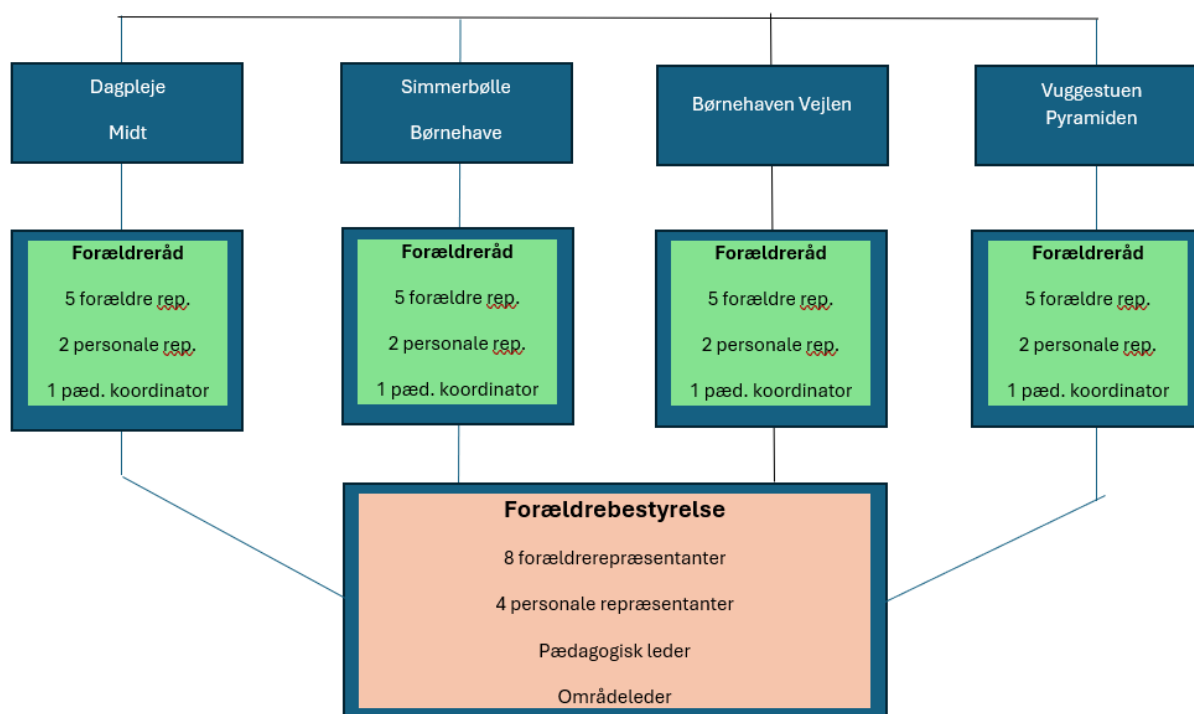 Dagpleje
Midt
Simmerbølle
Børnehave
Børnehaven Vejlen
Vuggestuen
Pyramiden
Forældreråd
5 forældre rep.
2 personale rep.
1 pæd. koordinator
Forældreråd
5 forældre rep.
2 personale rep.
1 pæd. koordinator
Forældreråd
5 forældre rep.
2 personale rep.
1 pæd. koordinator
Forældreråd
5 forældre rep.
2 personale rep.
1 pæd. koordinator
Forældrebestyrelse
8 forældrerepræsentanter
4 personale repræsentanter
Pædagogisk leder
Områdeleder